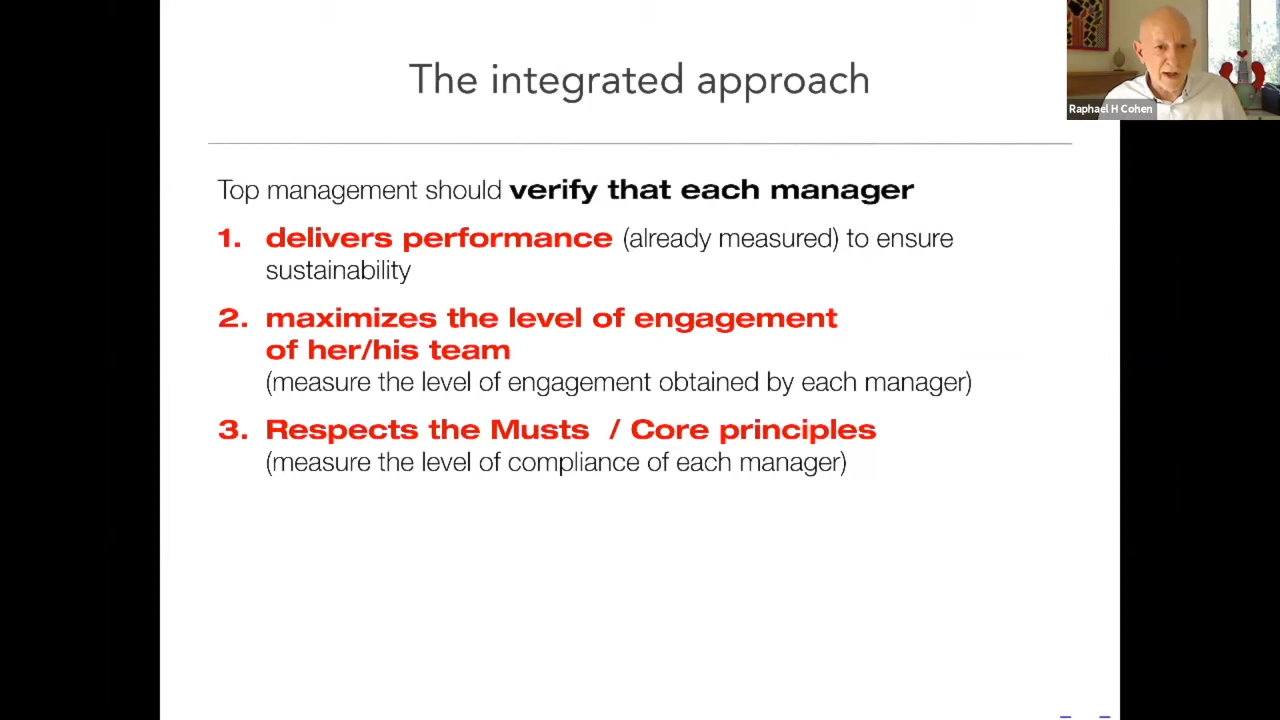 The integrated approach
Raphael H Cohen
Top management should verify that each manager
1. delivers performance (already measured) to ensure
sustainability
2. maximizes the level of engagement
of her/his team
(measure the level of engagement obtained by each manager)
3. Respects the Musts / Core principles
(measure the level of compliance of each manager)